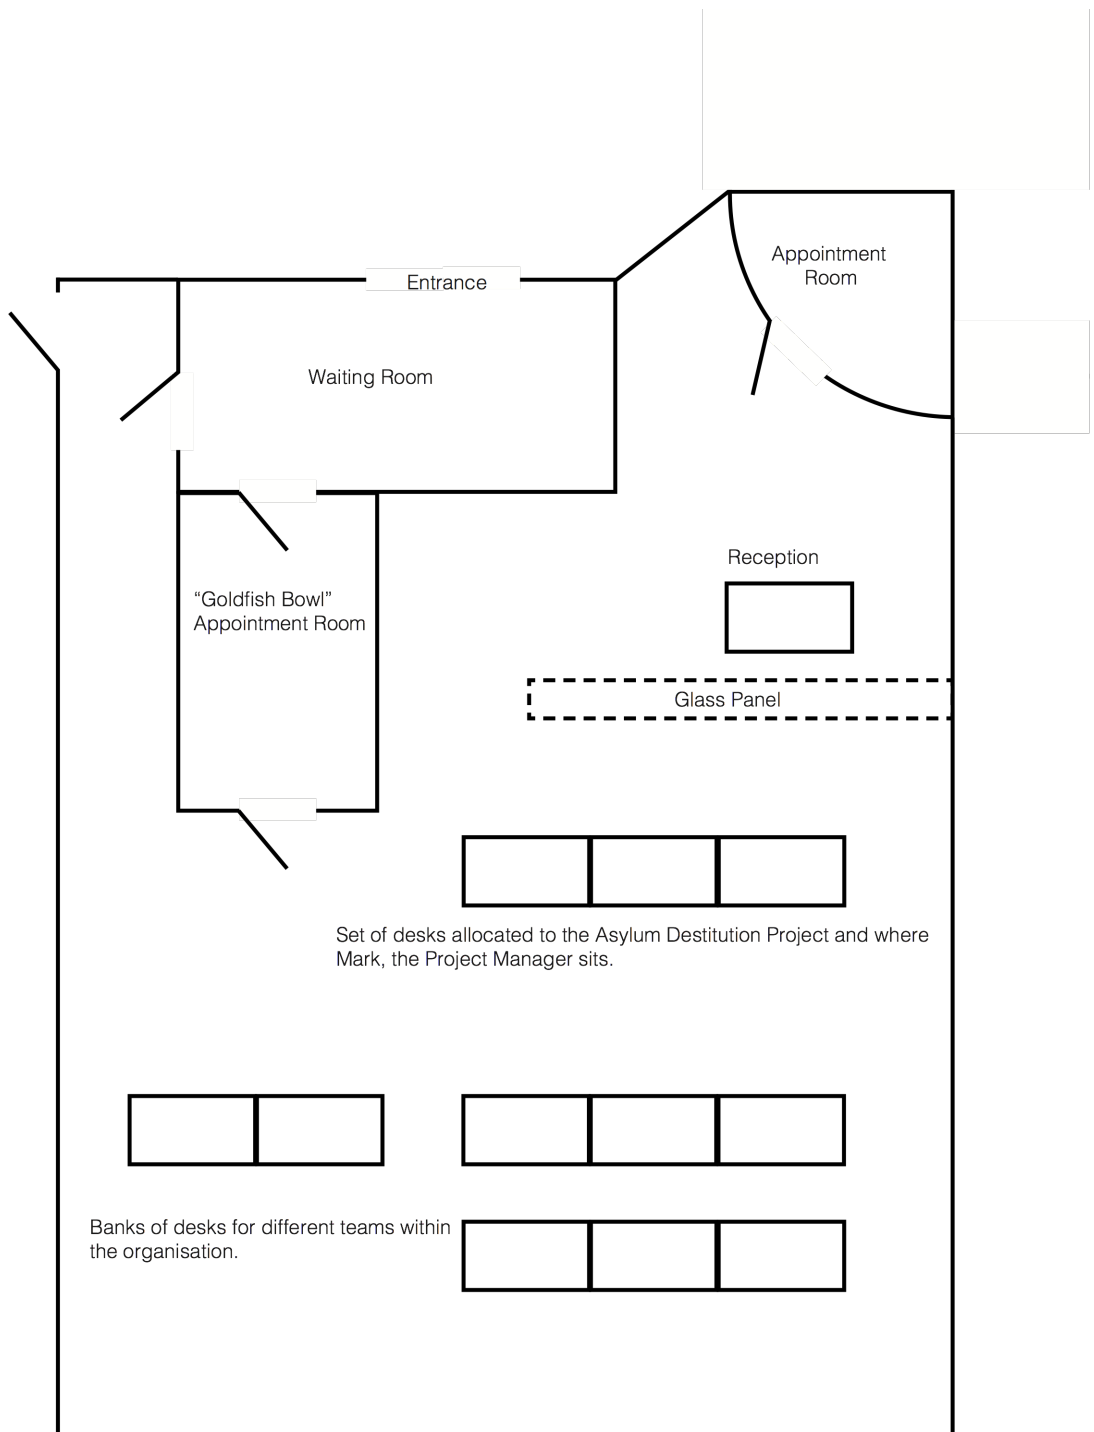 Appointment
Room
Entrance
Waiting Room
Reception
“Goldfish Bowl”
Appointment Room
Glass Panel
Set of desks allocated to the Asylum Destitution Project and where
Mark, the Project Manager sits.
Banks of desks for different teams within
the organisation.